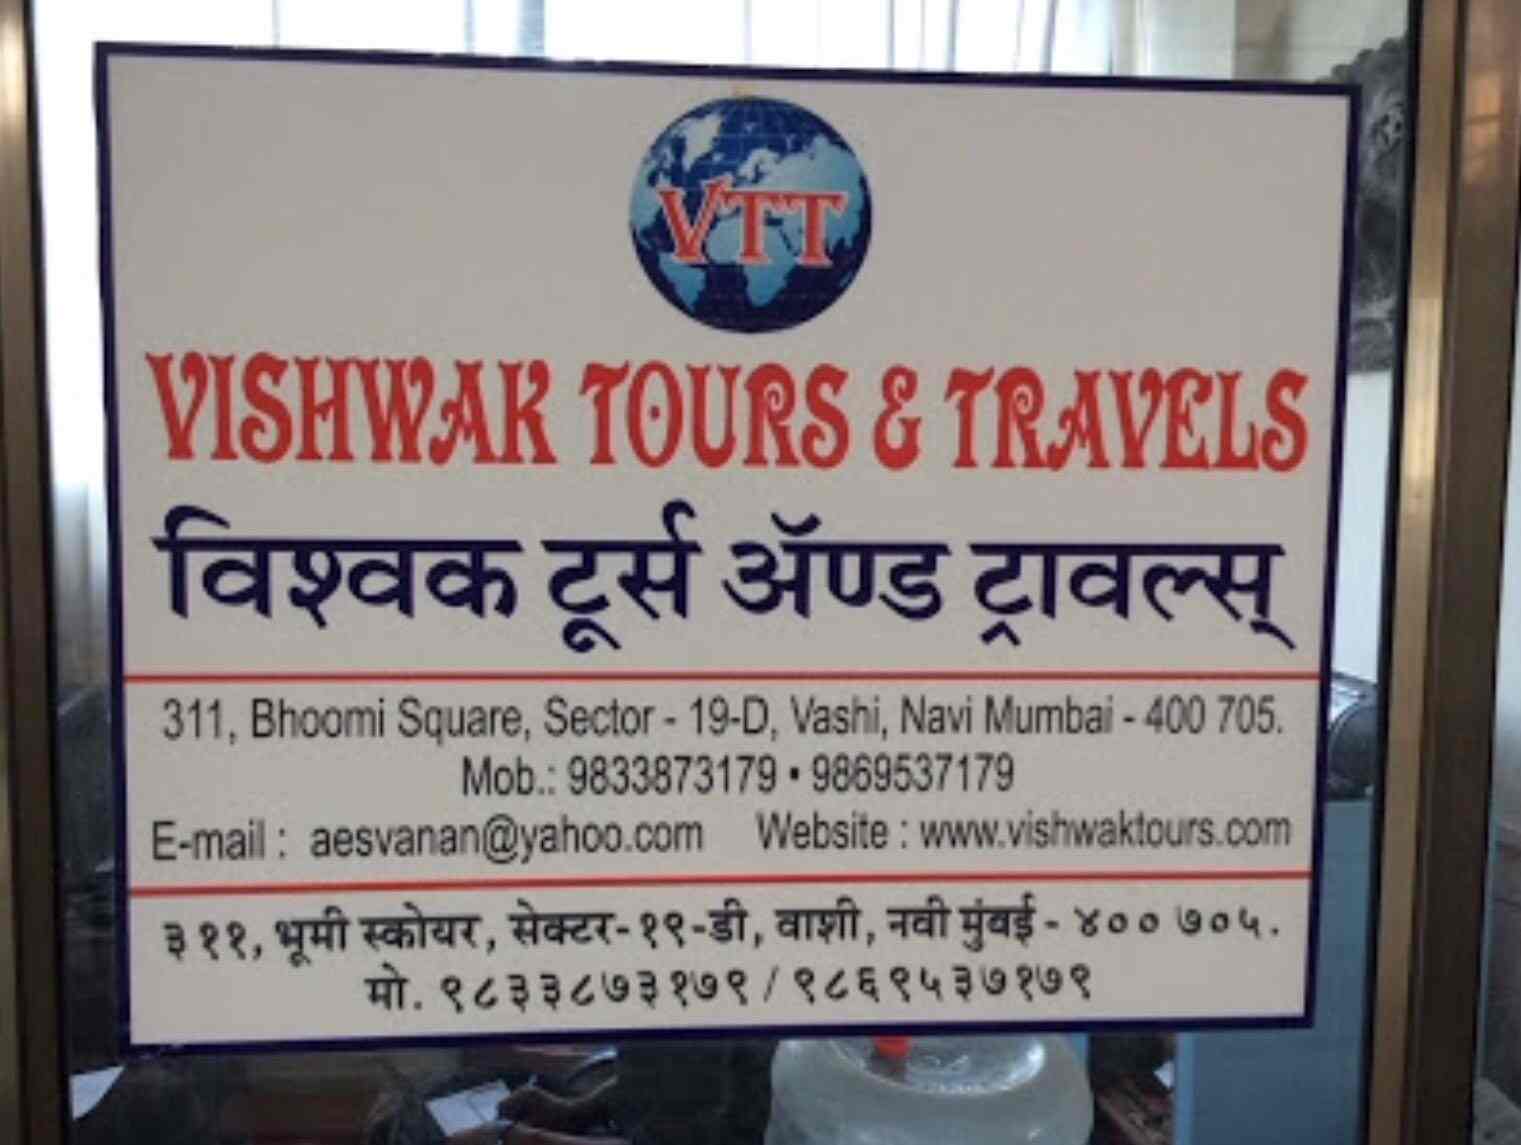 VTT
VISHWAK TOURS & TRAVELS
विश्वक टूर्स ॲण्ड ट्रावल्स्
311, Bhoomi Square, Sector - 19-D, Vashi, Navi Mumbai - 400 705.
Mob.: 9833873179 • 9869537179
E-mail : aesvanan@yahoo.com Website : www.vishwaktours.com
३११, भूमी स्कोयर, सेक्टर-१९-डी, वाशी, नवी मुंबई - ४०० ७०५.
मो. ९८३३८७३१७९ / ९८६९५३७१७९